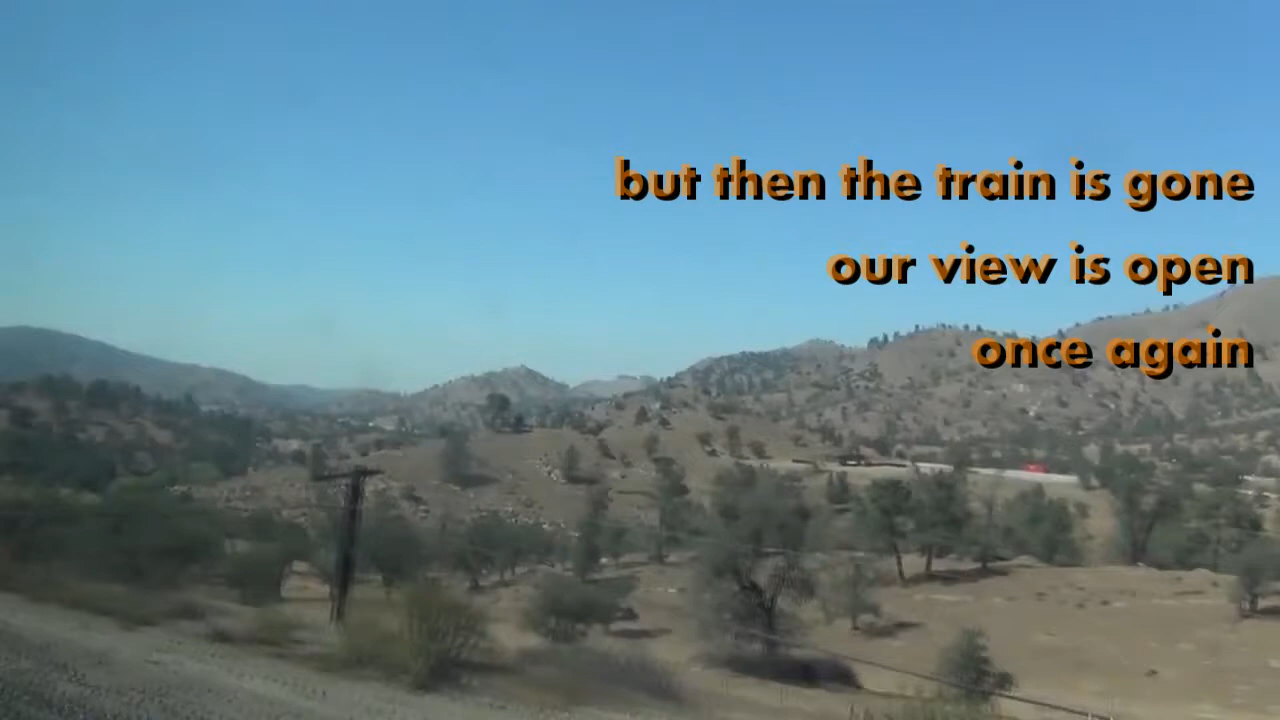 but then the train is gone
our view is open
once again